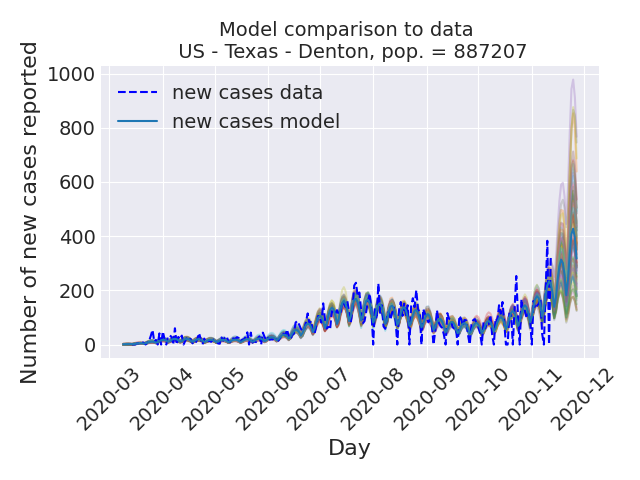 Model comparison to data
US - Texas - Denton, pop. = 887207
Number of new cases reported
1000
800
600
400
200
0
new cases data
new cases model
2020-03
2020-04
2020-05
2020-06
2020-07
2020-08
2020-09
2020-10
2020-11
2020-12
Day